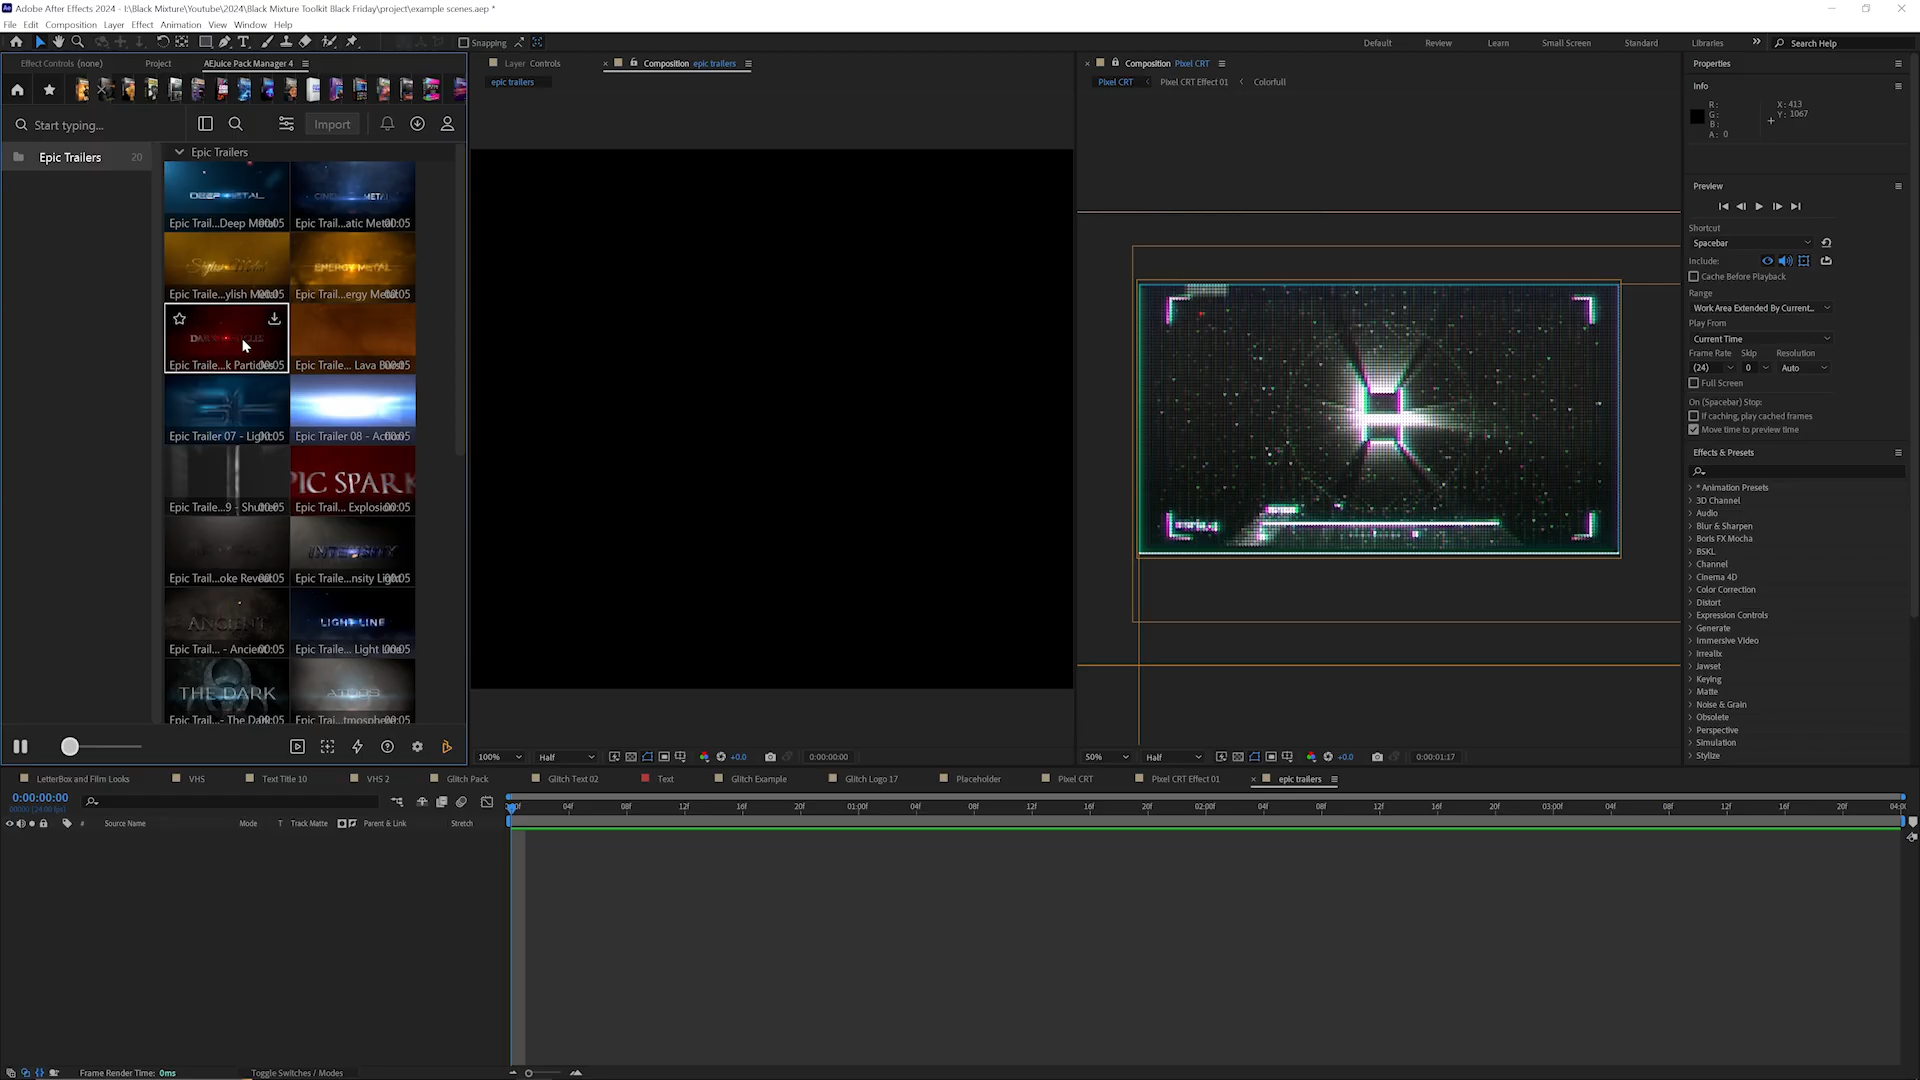 Adobe After Effects 2024 - I:\Black Mixture\Youtube\2024\Black Mixture Toolkit Black Friday\project\example scenes.aep *
File Edit Composition Layer Effect Animation View Window Help
Snapping
Default Review Learn Small Screen Standard Libraries Search Help
Effect Controls (none) Project AEJuice Pack Manager 4
Layer Controls
Composition epic trailers
epic trailers
Composition Pixel CRT
Pixel CRT Pixel CRT Effect 01 Colorfull
Start typing...
Import
Epic Trailers 20
Epic Trailers
DEEP METAL
Epic Trail...Deep Metal 00:05
Epic Trail...atic Metal 00:05
Stylish Metal
ENERGY METAL
Epic Traile...ylish Metal 00:05
Epic Trail...ergy Metal 00:05
Epic Traile...k Particles 00:05
Epic Traile... Lava Burst 00:05
Epic Trailer 07 - Light 00:05
Epic Trailer 08 - Action 00:05
EPIC SPARK
Epic Traile...9 - Shutter 00:05
Epic Trail... Explosion 00:05
INTENSITY
Epic Trail...oke Reveal 00:05
Epic Traile...nsity Light 00:05
ANCIENT
LIGHT LINE
Epic Trail... - Ancient 00:05
Epic Traile... Light Line 00:05
THE DARK
Epic Trail...- The Dark 00:05
Epic Trai...tmosphere 00:05
100% Half +0.0 0:00:00:00
50% Half +0.0 0:00:01:17
Properties
Info
R:
G:
B:
A: 0
X: 413
Y: 1067
Preview
Shortcut
Spacebar
Include:
Cache Before Playback
Range
Work Area Extended By Current...
Play From
Current Time
Frame Rate Skip Resolution
(24) 0 Auto
Full Screen
On (Spacebar) Stop:
If caching, play cached frames
Move time to preview time
Effects & Presets
* Animation Presets
3D Channel
Audio
Blur & Sharpen
Boris FX Mocha
BSKL
Channel
Cinema 4D
Color Correction
Distort
Expression Controls
Generate
Immersive Video
Irrealix
Jawset
Keying
Matte
Noise & Grain
Obsolete
Perspective
Simulation
Stylize
LetterBox and Film Looks VHS Text Title 10 VHS 2 Glitch Pack Glitch Text 02 Text Glitch Example Glitch Logo 17 Placeholder Pixel CRT Pixel CRT Effect 01 epic trailers
0:00:00:00
00000 (24.00 fps)
:00f 04f 08f 12f 16f 20f 01:00f 04f 08f 12f 16f 20f 02:00f 04f 08f 12f 16f 20f 03:00f 04f 08f 12f 16f 20f 04:00
# Source Name Mode T Track Matte Parent & Link Stretch
Frame Render Time: 0ms
Toggle Switches / Modes